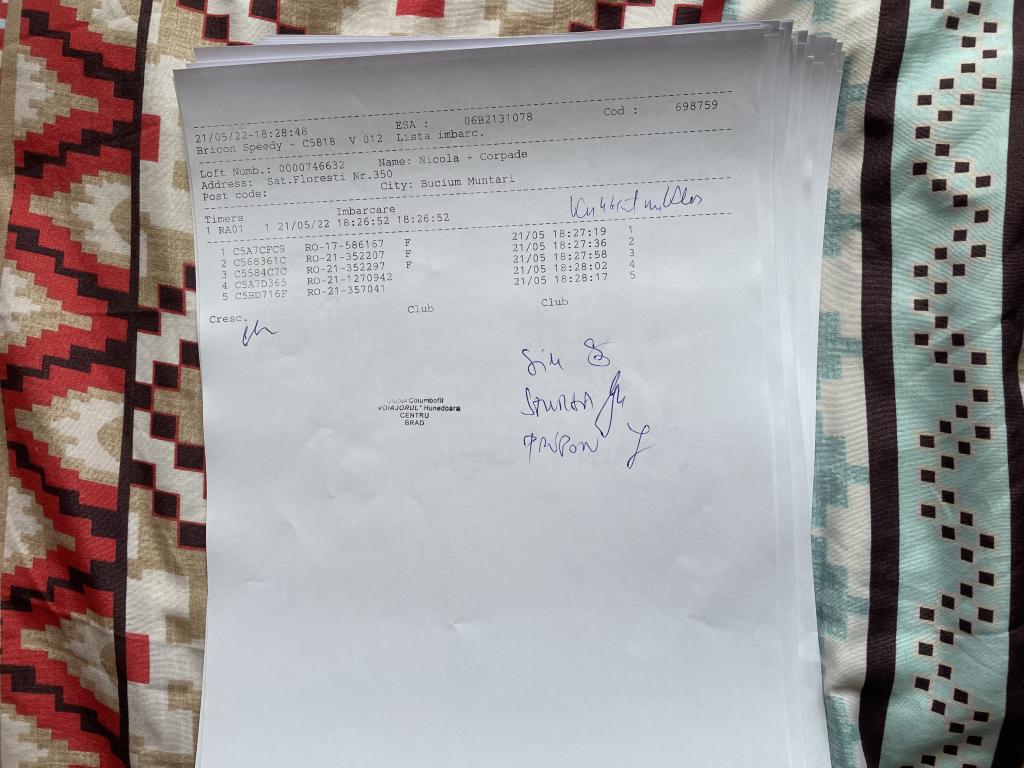 21/05/22-18:28:48 ESA : 06B2131078 Cod : 698759
Bricon Speedy - C5818 V 012 Lista imbarc.
Loft Numb.: 0000746632 Name: Nicola + Corpade
Address: Sat.Floresti Nr.350
Post code: City: Bucium Muntari
Timers Imbarcare
1 RA07 1 21/05/22 18:26:52 18:26:52
1 C5A7CFC9 RO-17-586167 F 21/05 18:27:19 1
2 C568361C RO-21-352207 F 21/05 18:27:36 2
3 C5584C7C RO-21-352297 F 21/05 18:27:58 3
4 C5A7D365 RO-21-1270942 21/05 18:28:02 4
5 C5BD716F RO-21-357041 21/05 18:28:17 5
Cresc. Club Club
Columbofil
"VOIAJORUL" Hunedoara
CENTRU
BRAD